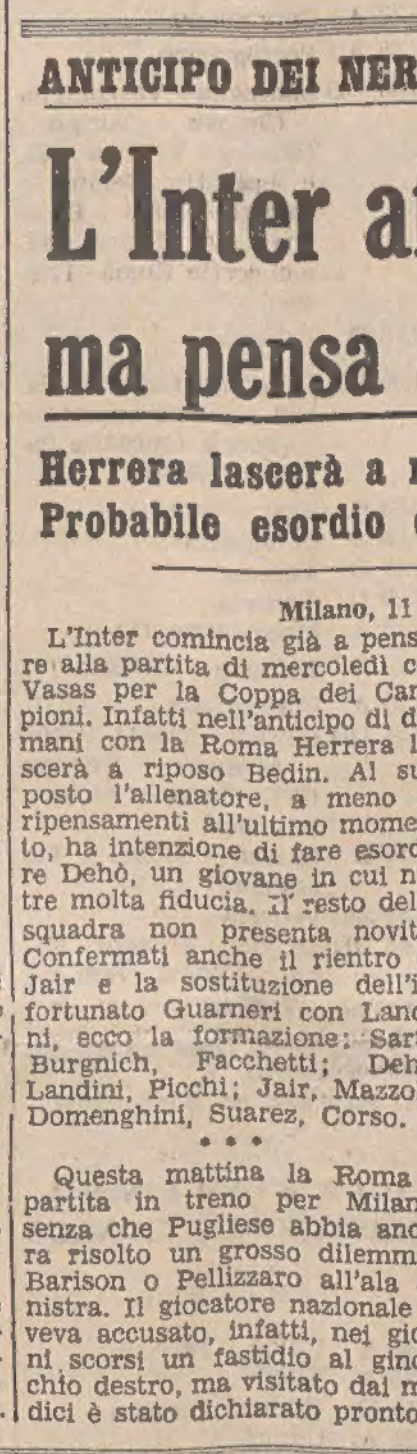 ANTICIPO DEI NER
L'Inter a
ma pensa
Herrera lascerà a
Probabile esordio
Milano, 11
L'Inter comincia già a pens
re alla partita di mercoledì c
Vasas per la Coppa dei Cam
pioni. Infatti nell'anticipo di d
mani con la Roma Herrera l
scerà a riposo Bedin. Al su
posto l'allenatore, a meno
ripensamenti all'ultimo mome
to, ha intenzione di fare esord
re Dehò, un giovane in cui n
tre molta fiducia. Il resto del
squadra non presenta novit
Confermati anche il rientro
Jair e la sostituzione dell'i
fortunato Guarneri con Land
ni, ecco la formazione: Sart
Burgnich, Facchetti; Deh
Landini, Picchi; Jair, Mazzo
Domenghini, Suarez, Corso.
• • •
Questa mattina la Roma
partita in treno per Milan
senza che Pugliese abbia anc
ra risolto un grosso dilemm
Barison o Pellizzaro all'ala
nistra. Il giocatore nazionale
veva accusato, infatti, nei gio
ni scorsi un fastidio al ginoc
chio destro, ma visitato dai m
dici è stato dichiarato pronto